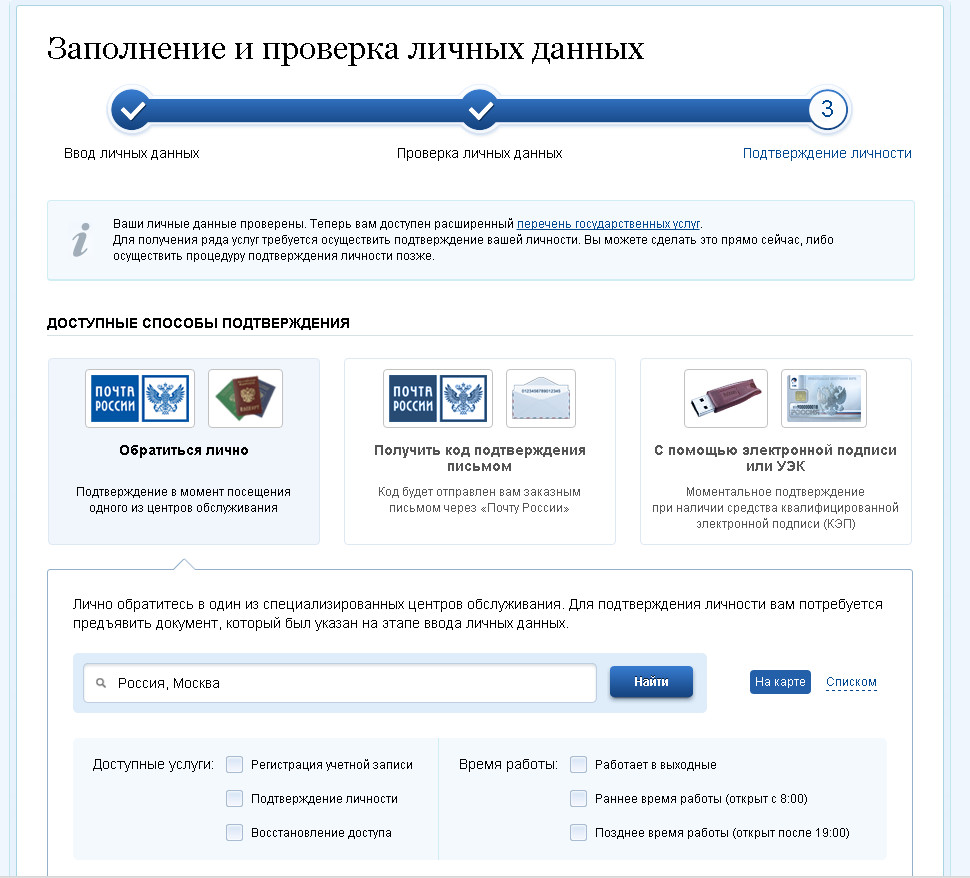 Заполнение и проверка личных данных
3
Ввод личных данных
Проверка личных данных
Подтверждение личности
Ваши личные данные проверены. Теперь вам доступен расширенный перечень государственных услуг.
Для получения ряда услуг требуется осуществить подтверждение вашей личности. Вы можете сделать это прямо сейчас, либо
осуществить процедуру подтверждения личности позже.
ДОСТУПНЫЕ СПОСОБЫ ПОДТВЕРЖДЕНИЯ
ПОЧТА
РОССИИ
Обратиться лично
Подтверждение в момент посещения
одного из центров обслуживания
ПОЧТА
РОССИИ
Получить код подтверждения
письмом
Код будет отправлен вам заказным
письмом через «Почту России»
С помощью электронной подписи
или УЭК
Моментальное подтверждение
при наличии средства квалифицированной
электронной подписи (КЭП)
Лично обратитесь в один из специализированных центров обслуживания. Для подтверждения личности вам потребуется
предъявить документ, который был указан на этапе ввода личных данных.
Россия, Москва
Найти
На карте
Списком
Доступные услуги:
Регистрация учетной записи
Подтверждение личности
Восстановление доступа
Время работы:
Работает в выходные
Раннее время работы (открыт с 8:00)
Позднее время работы (открыт после 19:00)